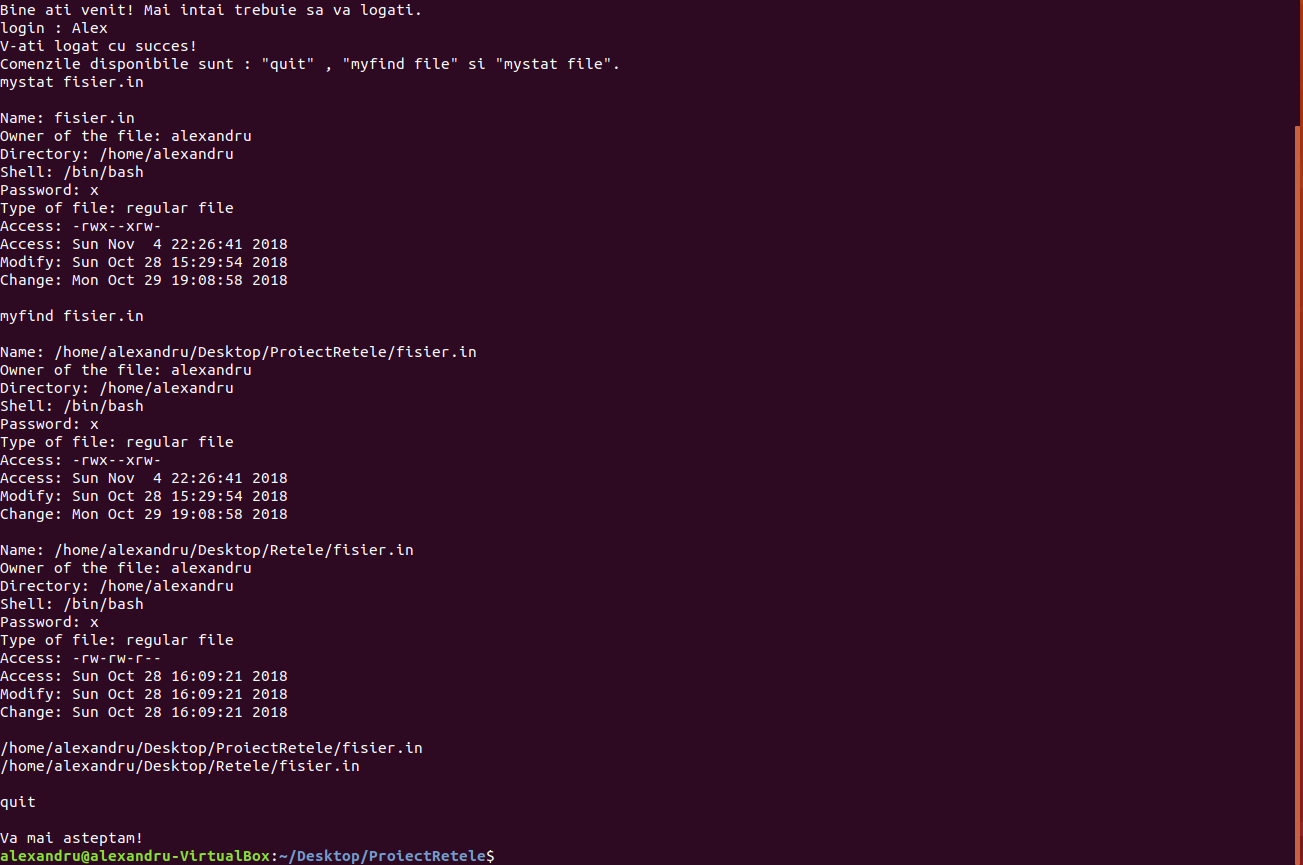 Bine ati venit! Mai intai trebuie sa va logati.
login : Alex
V-ati logat cu succes!
Comenzile disponibile sunt : "quit" , "myfind file" si "mystat file".
mystat fisier.in

Name: fisier.in
Owner of the file: alexandru
Directory: /home/alexandru
Shell: /bin/bash
Password: x
Type of file: regular file
Access: -rwx--xrw-
Access: Sun Nov  4 22:26:41 2018
Modify: Sun Oct 28 15:29:54 2018
Change: Mon Oct 29 19:08:58 2018

myfind fisier.in

Name: /home/alexandru/Desktop/ProiectRetele/fisier.in
Owner of the file: alexandru
Directory: /home/alexandru
Shell: /bin/bash
Password: x
Type of file: regular file
Access: -rwx--xrw-
Access: Sun Nov  4 22:26:41 2018
Modify: Sun Oct 28 15:29:54 2018
Change: Mon Oct 29 19:08:58 2018

Name: /home/alexandru/Desktop/Retele/fisier.in
Owner of the file: alexandru
Directory: /home/alexandru
Shell: /bin/bash
Password: x
Type of file: regular file
Access: -rw-rw-r--
Access: Sun Oct 28 16:09:21 2018
Modify: Sun Oct 28 16:09:21 2018
Change: Sun Oct 28 16:09:21 2018

/home/alexandru/Desktop/ProiectRetele/fisier.in
/home/alexandru/Desktop/Retele/fisier.in

quit

Va mai asteptam!
alexandru@alexandru-VirtualBox:~/Desktop/ProiectRetele$